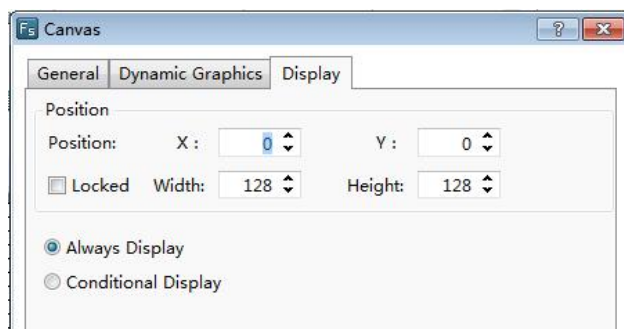 Fs Canvas
General Dynamic Graphics Display
Position
Position: X : 0 Y : 0
Locked Width: 128 Height: 128
Always Display
Conditional Display